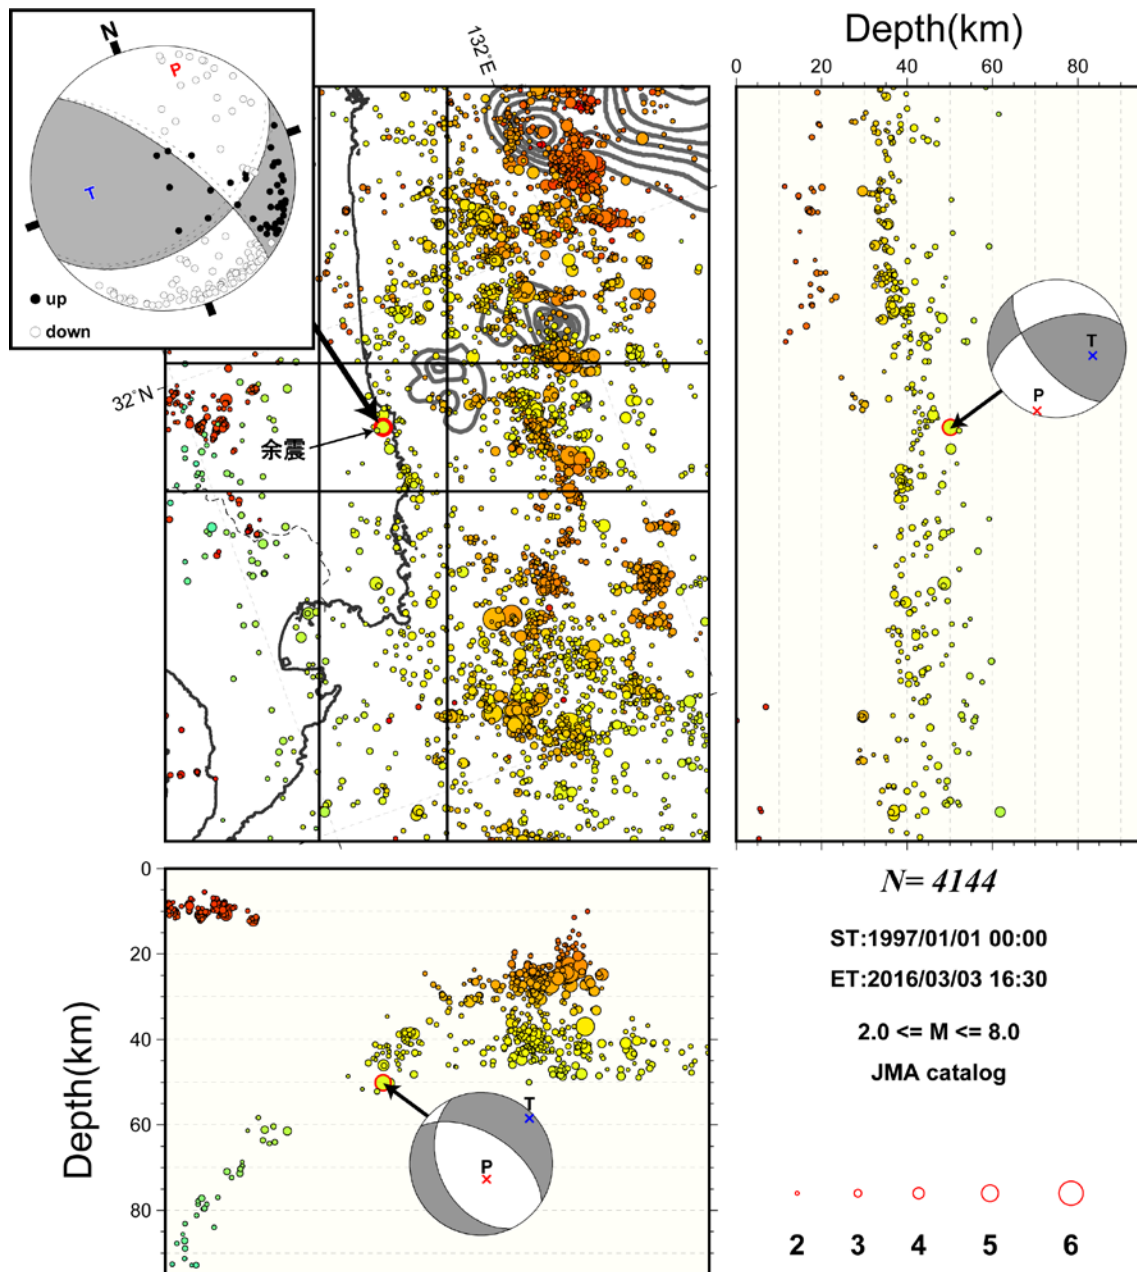 N
P
T
up
down
132°E
32°N
余震
Depth(km)
0
20
40
60
80
T
P
0
20
40
60
80
Depth(km)
T
P
N= 4144
ST:1997/01/01 00:00
ET:2016/03/03 16:30
2.0 <= M <= 8.0
JMA catalog
2 3 4 5 6